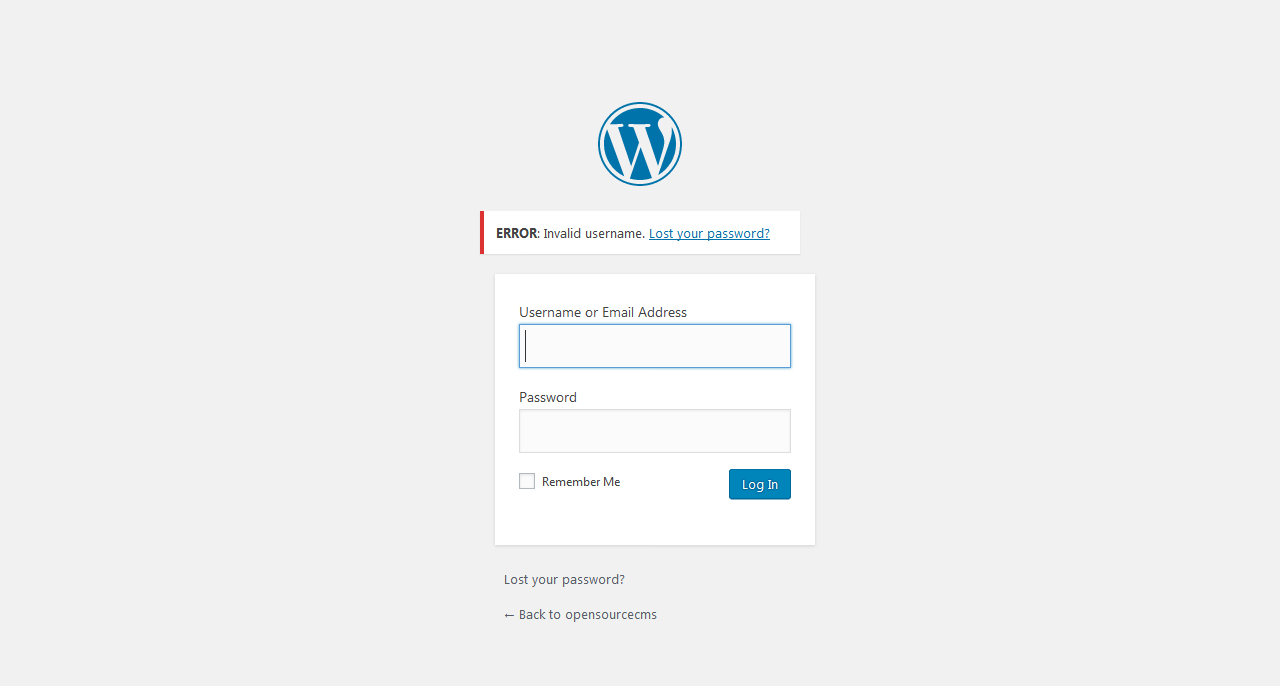 ERROR: Invalid username. Lost your password?
Username or Email Address
Password
Remember Me
Log In
Lost your password?
← Back to opensourcecms